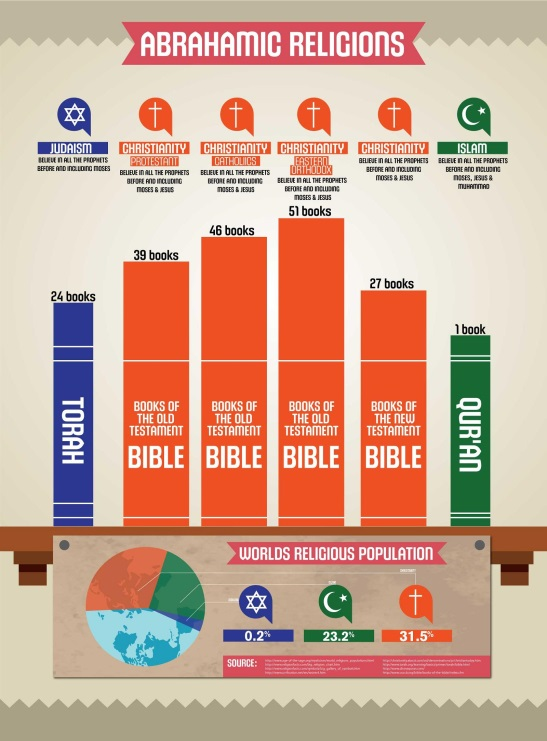 ABRAHAMIC RELIGIONS
JUDAISM
BELIEVE IN ALL THE PROPHETS
BEFORE AND INCLUDING MOSES
CHRISTIANITY
PROTESTANT
BELIEVE IN ALL THE PROPHETS
BEFORE AND INCLUDING
MOSES & JESUS
CHRISTIANITY
CATHOLICS
BELIEVE IN ALL THE PROPHETS
BEFORE AND INCLUDING
MOSES & JESUS
CHRISTIANITY
EASTERN
ORTHODOX
BELIEVE IN ALL THE PROPHETS
BEFORE AND INCLUDING
MOSES & JESUS
CHRISTIANITY
BELIEVE IN ALL THE PROPHETS
BEFORE AND INCLUDING
MOSES & JESUS
ISLAM
BELIEVE IN ALL THE PROPHETS
BEFORE AND INCLUDING
MOSES, JESUS &
MUHAMMAD
24 books
39 books
46 books
51 books
27 books
1 book
TORAH
BOOKS OF
THE OLD
TESTAMENT
BIBLE
BOOKS OF
THE OLD
TESTAMENT
BIBLE
BOOKS OF
THE OLD
TESTAMENT
BIBLE
BOOKS OF
THE NEW
TESTAMENT
BIBLE
QUR'AN
WORLDS RELIGIOUS POPULATION
0.2%
23.2%
31.5%
SOURCE: